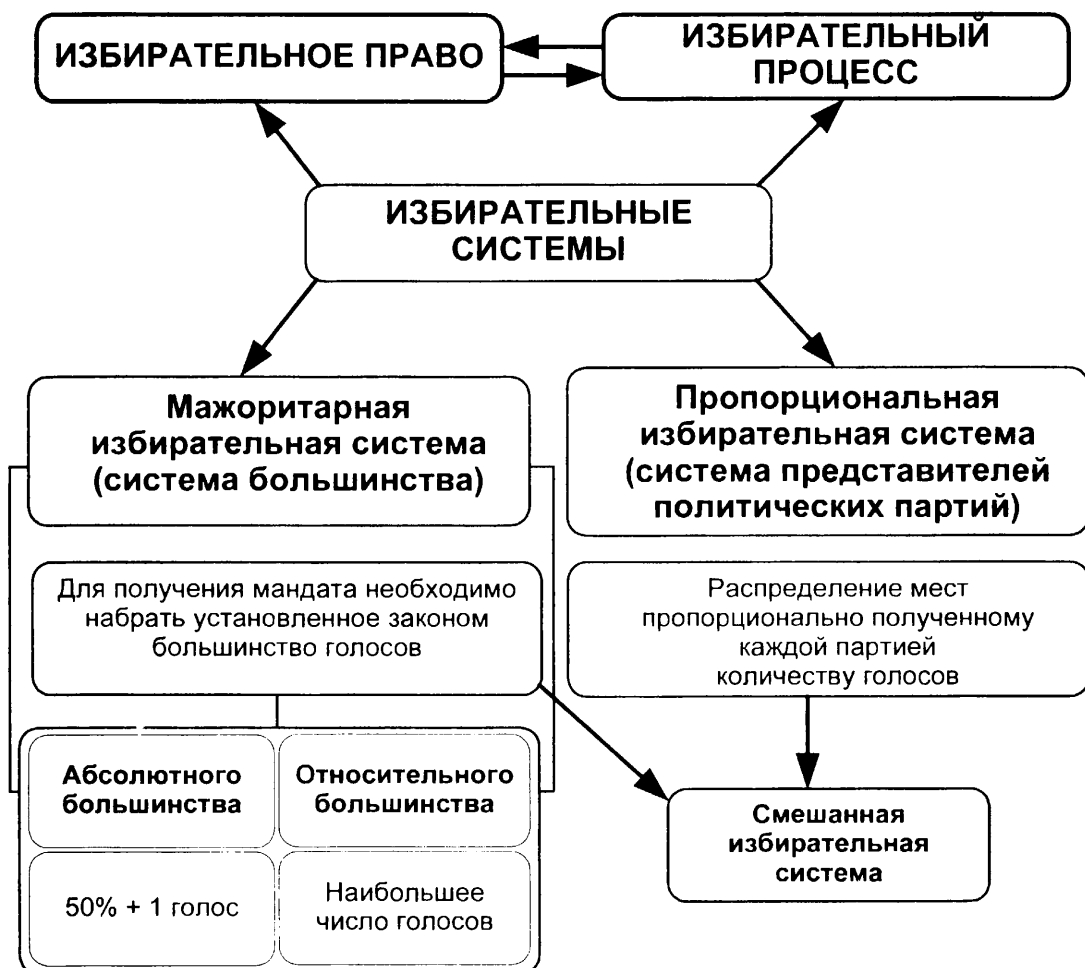 ИЗБИРАТЕЛЬНОЕ ПРАВО
ИЗБИРАТЕЛЬНЫЙ
ПРОЦЕСС
ИЗБИРАТЕЛЬНЫЕ
СИСТЕМЫ
Мажоритарная
избирательная система
(система большинства)
Пропорциональная
избирательная система
(система представителей
политических партий)
Для получения мандата необходимо
набрать установленное законом
большинство голосов
Распределение мест
пропорционально полученному
каждой партией
количеству голосов
Абсолютного
большинства
Относительного
большинства
50% + 1 голос
Наибольшее
число голосов
Смешанная
избирательная
система